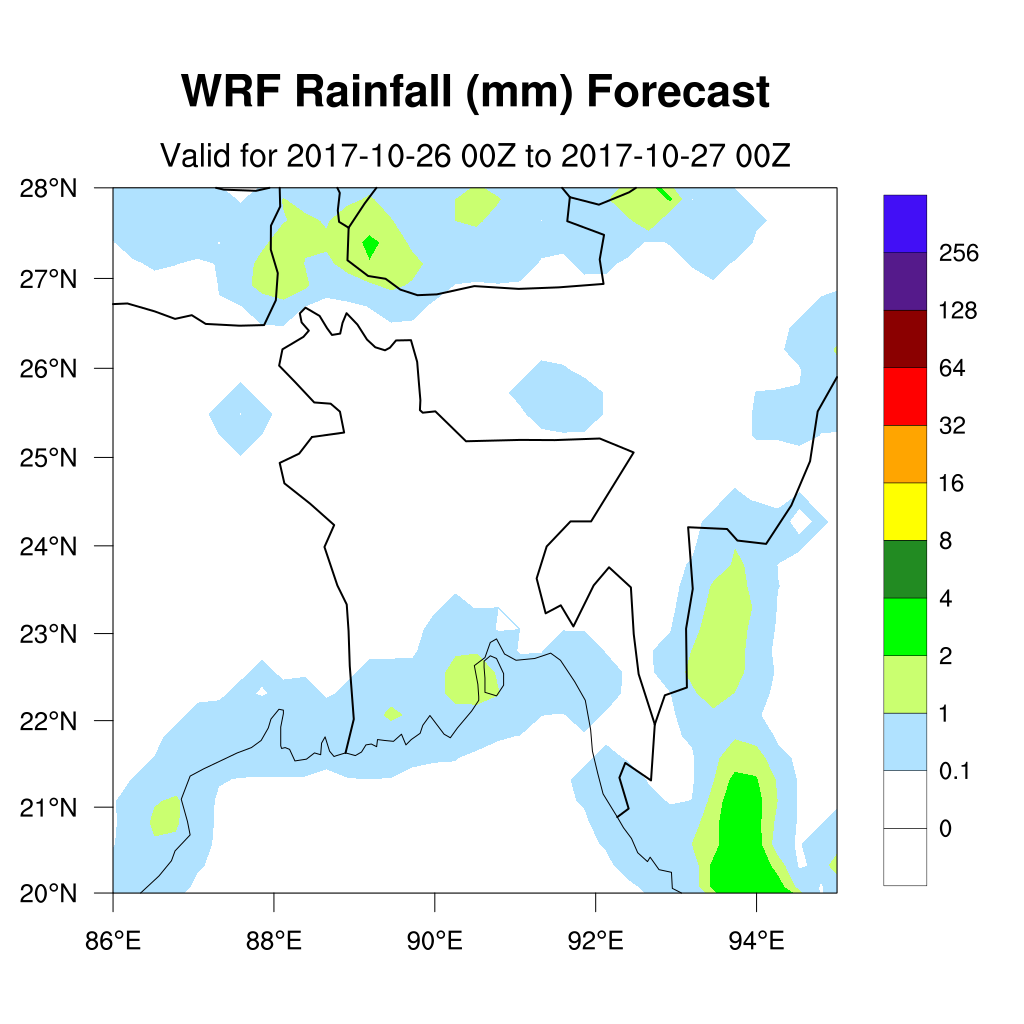 WRF Rainfall (mm) Forecast
Valid for 2017-10-26 00Z to 2017-10-27 00Z
28°N
27°N
26°N
25°N
24°N
23°N
22°N
21°N
20°N
86°E 88°E 90°E 92°E 94°E
256
128
64
32
16
8
4
2
1
0.1
0